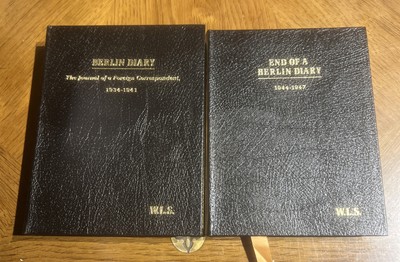 BERLIN DIARY
The Journal of a Foreign Correspondent,
1934-1941
W.L.S.
END OF A
BERLIN DIARY
1944-1947
W.L.S.